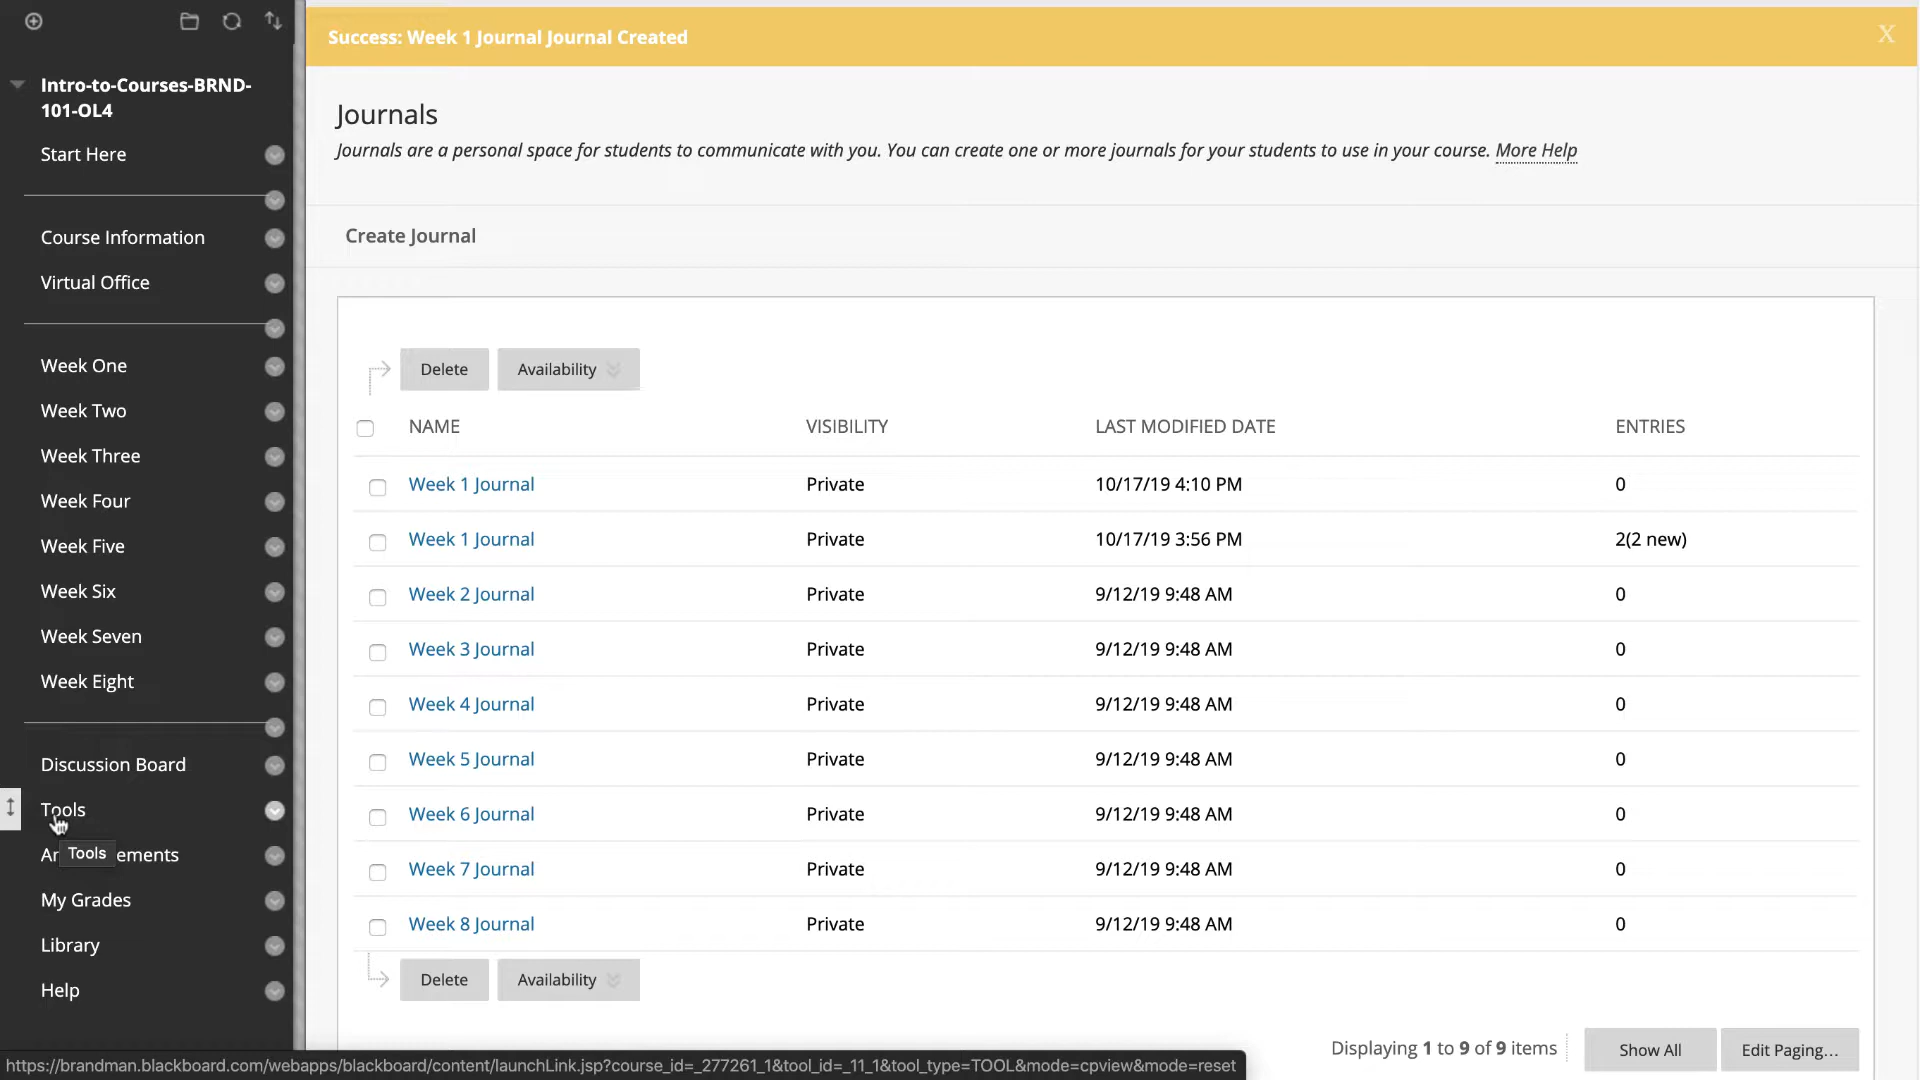 Success: Week 1 Journal Journal Created
X
Intro-to-Courses-BRND-
101-OL4
Start Here
Course Information
Virtual Office
Week One
Week Two
Week Three
Week Four
Week Five
Week Six
Week Seven
Week Eight
Discussion Board
Tools
Tools
An ements
My Grades
Library
Help
Journals
Journals are a personal space for students to communicate with you. You can create one or more journals for your students to use in your course. More Help
Create Journal
Delete Availability
NAME VISIBILITY LAST MODIFIED DATE ENTRIES
Week 1 Journal Private 10/17/19 4:10 PM 0
Week 1 Journal Private 10/17/19 3:56 PM 2(2 new)
Week 2 Journal Private 9/12/19 9:48 AM 0
Week 3 Journal Private 9/12/19 9:48 AM 0
Week 4 Journal Private 9/12/19 9:48 AM 0
Week 5 Journal Private 9/12/19 9:48 AM 0
Week 6 Journal Private 9/12/19 9:48 AM 0
Week 7 Journal Private 9/12/19 9:48 AM 0
Week 8 Journal Private 9/12/19 9:48 AM 0
Delete Availability
Displaying 1 to 9 of 9 items Show All Edit Paging...
https://brandman.blackboard.com/webapps/blackboard/content/launchLink.jsp?course_id=_277261_1&tool_id=_11_1&tool_type=TOOL&mode=cpview&mode=reset